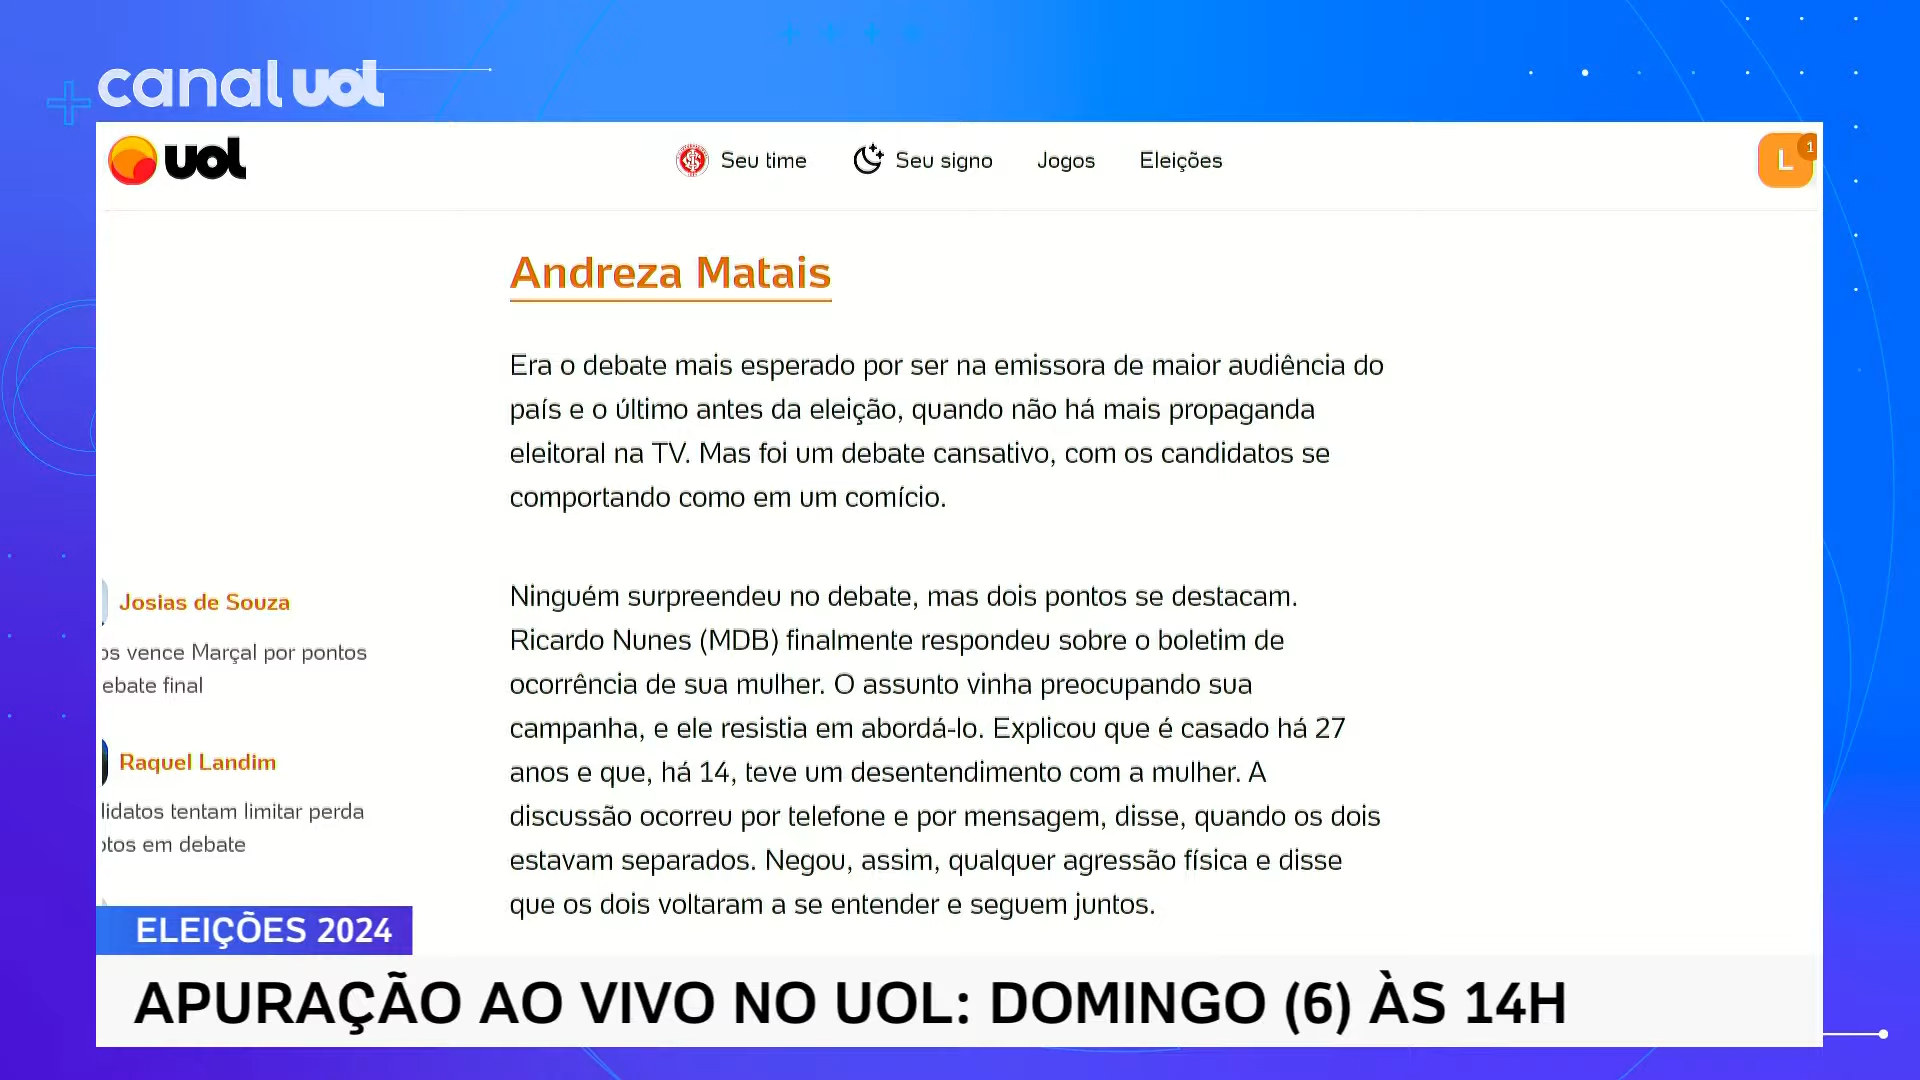 canal uol
uol
Seu time
Seu signo
Jogos
Eleições
L
1
Andreza Matais
Era o debate mais esperado por ser na emissora de maior audiência do
país e o último antes da eleição, quando não há mais propaganda
eleitoral na TV. Mas foi um debate cansativo, com os candidatos se
comportando como em um comício.
Ninguém surpreendeu no debate, mas dois pontos se destacam.
Ricardo Nunes (MDB) finalmente respondeu sobre o boletim de
ocorrência de sua mulher. O assunto vinha preocupando sua
campanha, e ele resistia em abordá-lo. Explicou que é casado há 27
anos e que, há 14, teve um desentendimento com a mulher. A
discussão ocorreu por telefone e por mensagem, disse, quando os dois
estavam separados. Negou, assim, qualquer agressão física e disse
que os dois voltaram a se entender e seguem juntos.
Josias de Souza
os vence Marçal por pontos
ebate final
Raquel Landim
lidatos tentam limitar perda
otos em debate
ELEIÇÕES 2024
APURAÇÃO AO VIVO NO UOL: DOMINGO (6) ÀS 14H